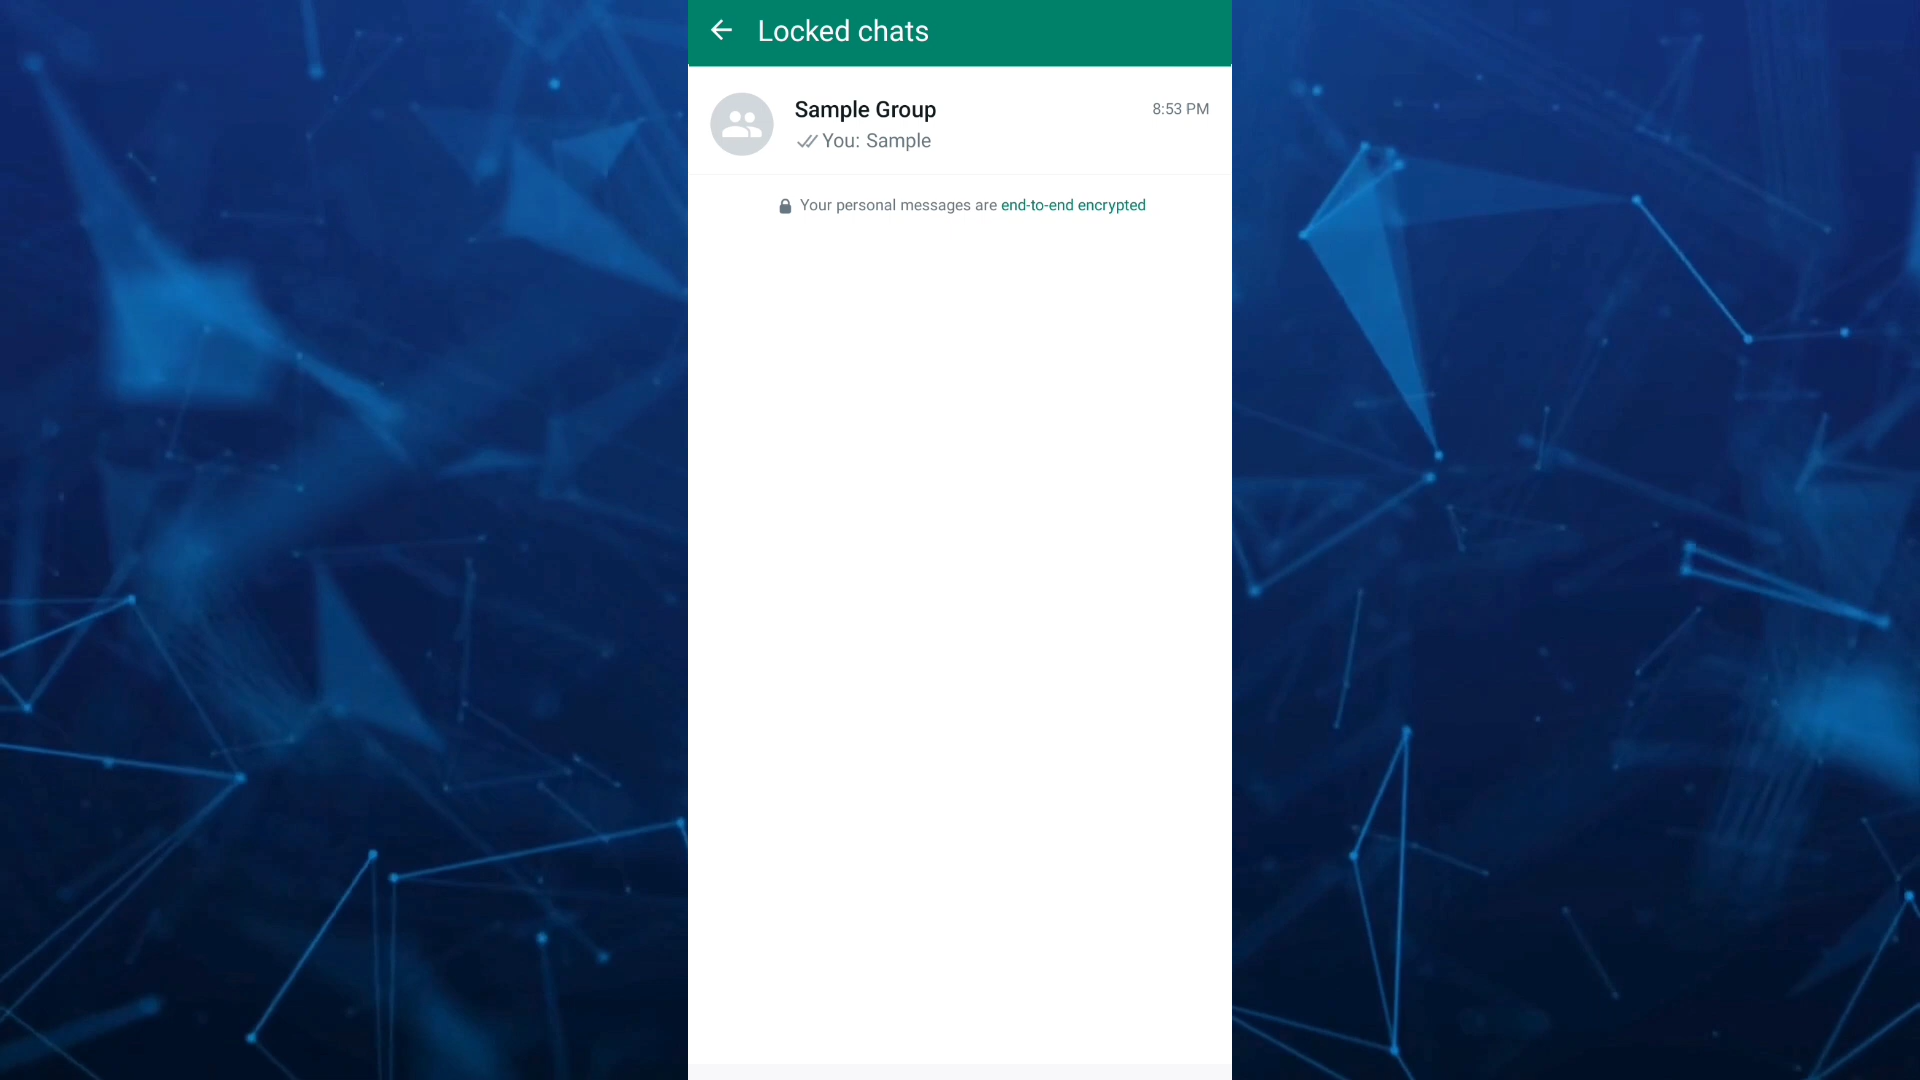 Locked chats
Sample Group
8:53 PM
You: Sample
Your personal messages are end-to-end encrypted